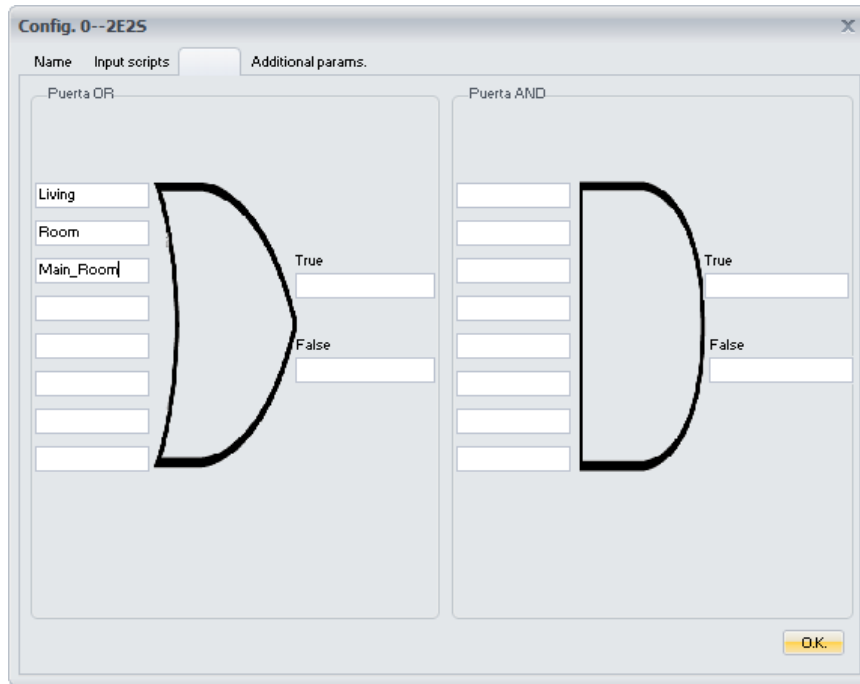 Config. 0--2E2S
Name Input scripts Additional params.
Puerta OR
Living
Room
Main_Room
True
False
Puerta AND
True
False
O.K.